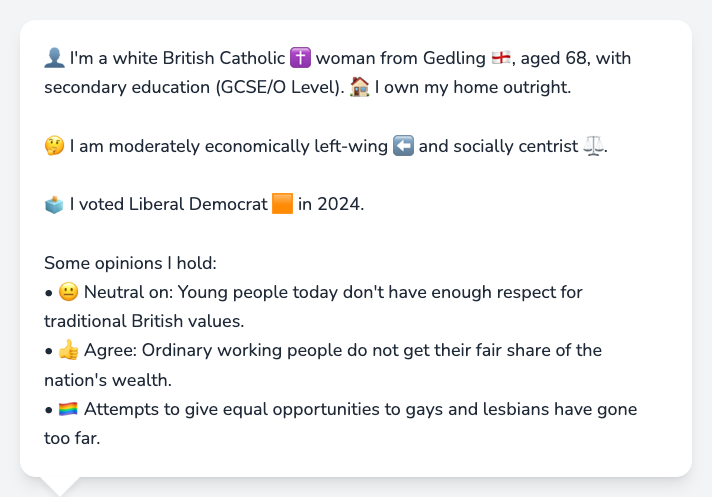 👤 I'm a white British Catholic ✝️ woman from Gedling 🏴󠁧󠁢󠁥󠁮󠁧󠁿, aged 68, with
secondary education (GCSE/O Level). 🏠 I own my home outright.
🤔 I am moderately economically left-wing ⬅️ and socially centrist ⚖️.
🗳️ I voted Liberal Democrat 🟧 in 2024.
Some opinions I hold:
• 😐 Neutral on: Young people today don't have enough respect for
traditional British values.
• 👍 Agree: Ordinary working people do not get their fair share of the
nation's wealth.
• 🏳️‍🌈 Attempts to give equal opportunities to gays and lesbians have gone
too far.